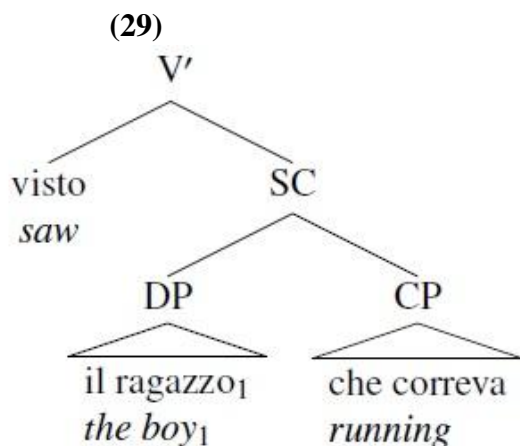 (29)
V′
visto SC
saw
DP CP
il ragazzo₁ che correva
the boy₁ running